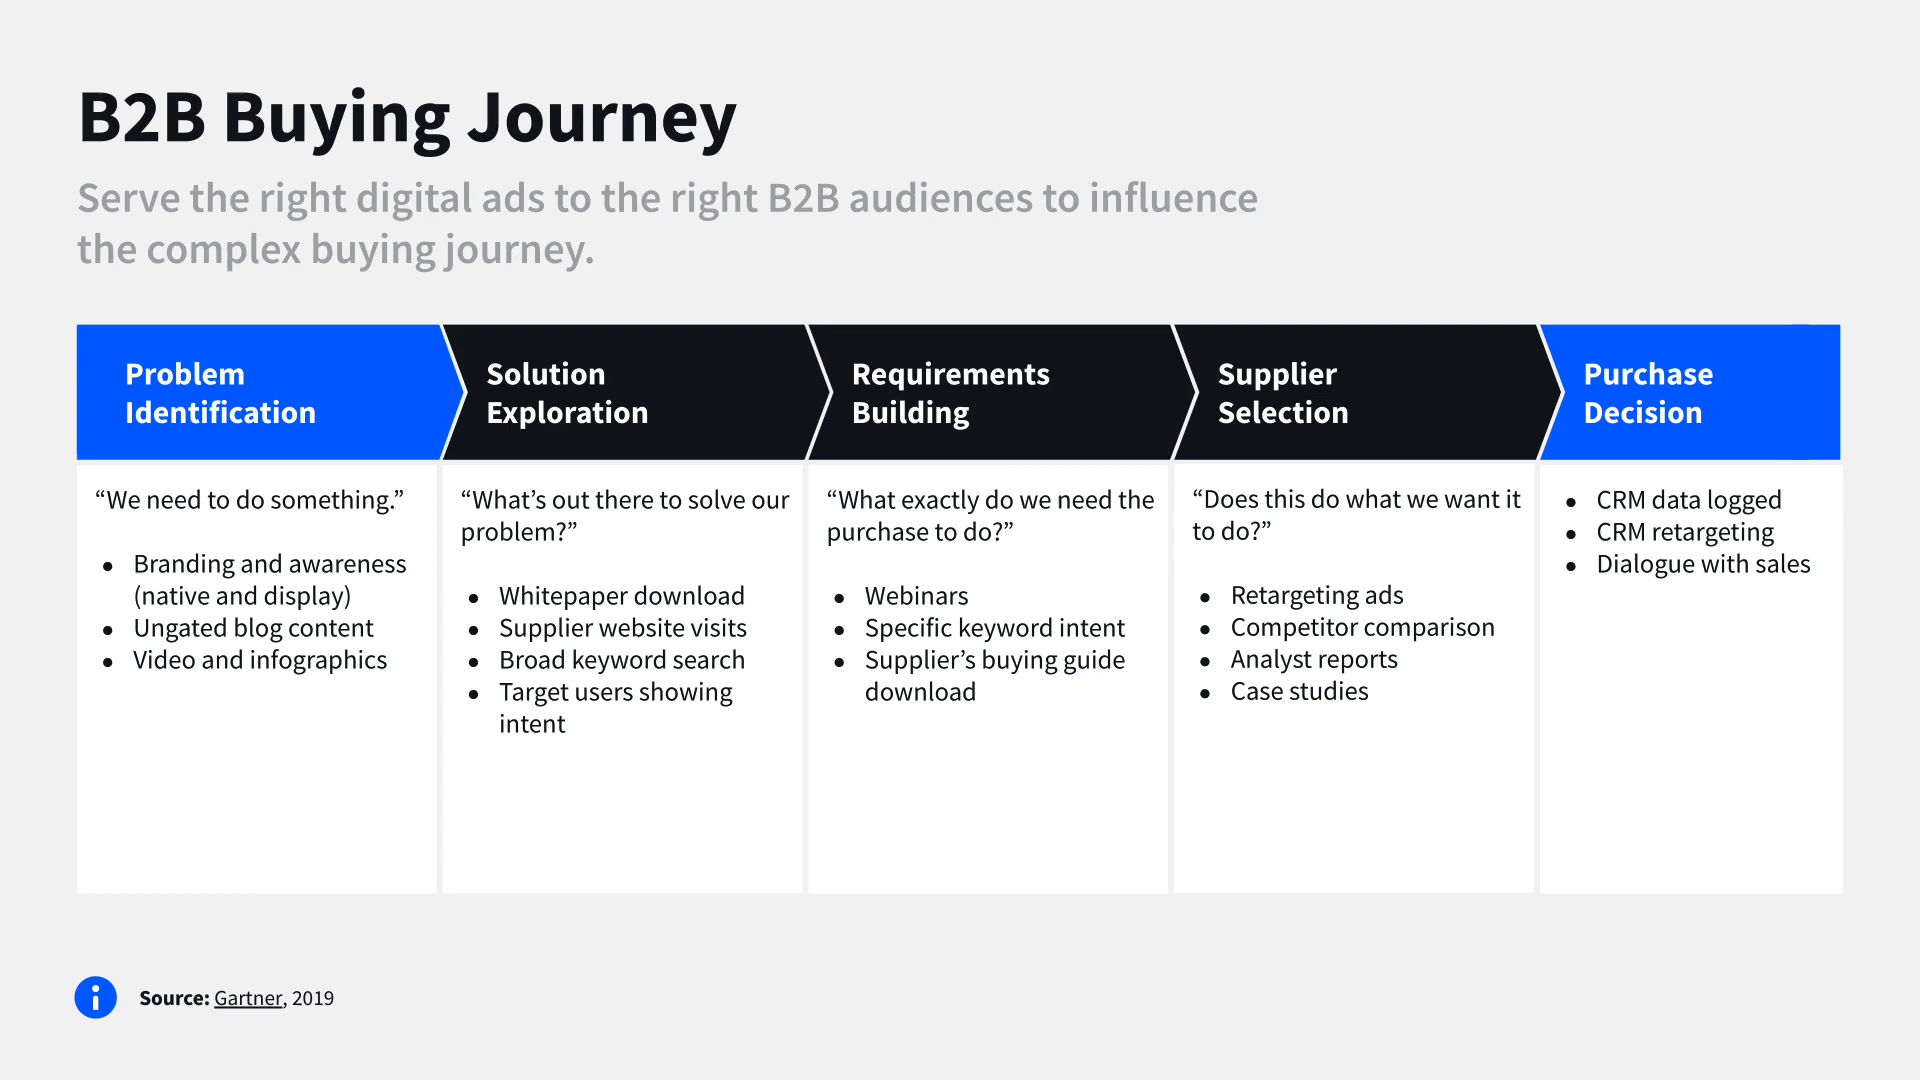 B2B Buying Journey
Serve the right digital ads to the right B2B audiences to influence
the complex buying journey.
Problem
Identification
“We need to do something.”
● Branding and awareness
(native and display)
● Ungated blog content
● Video and infographics
Solution
Exploration
“What’s out there to solve our
problem?”
● Whitepaper download
● Supplier website visits
● Broad keyword search
● Target users showing
intent
Requirements
Building
“What exactly do we need the
purchase to do?”
● Webinars
● Specific keyword intent
● Supplier’s buying guide
download
Supplier
Selection
“Does this do what we want it
to do?”
● Retargeting ads
● Competitor comparison
● Analyst reports
● Case studies
Purchase
Decision
● CRM data logged
● CRM retargeting
● Dialogue with sales
Source: Gartner, 2019